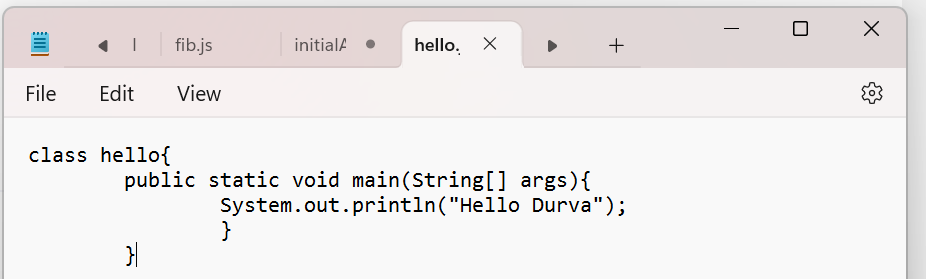 fib.js
hello.
File Edit View
class hello{
public static void main(String[] args){
System.out.println("Hello Durva");
}
}